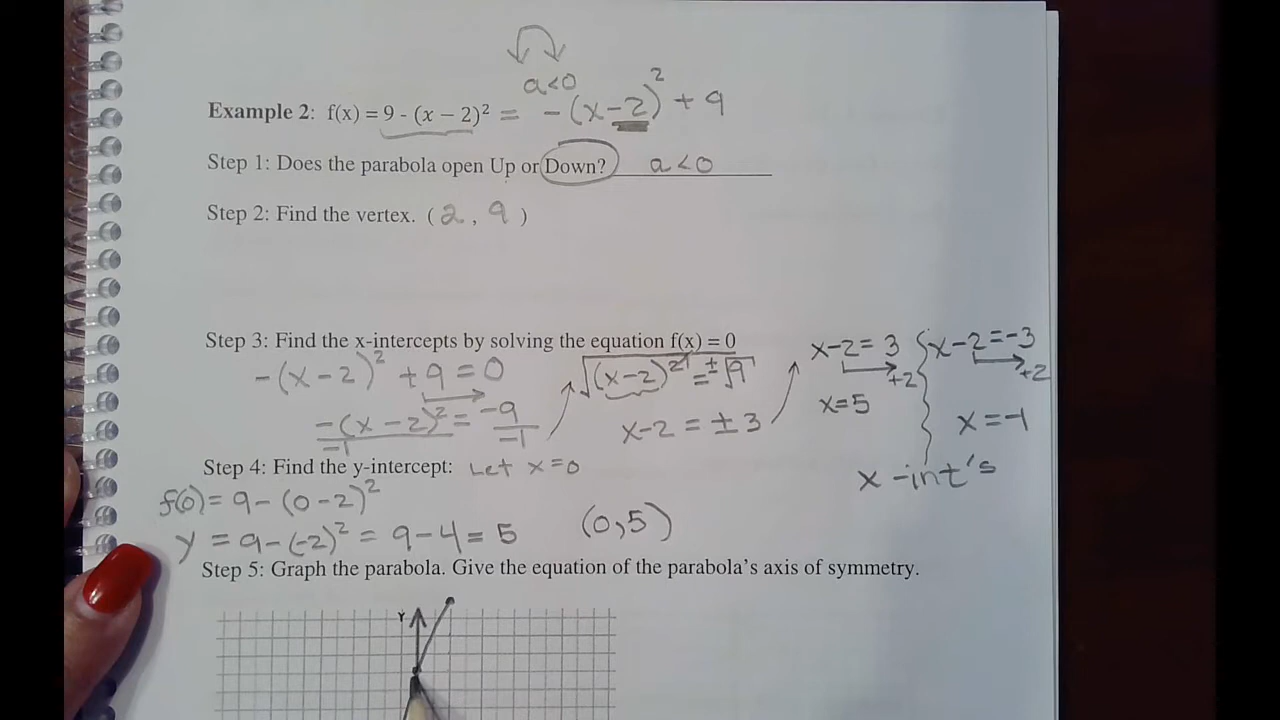 a<0
Example 2: f(x) = 9 - (x – 2)² = -(x-2)² + 9
Step 1: Does the parabola open Up or Down? a<0
Step 2: Find the vertex. (2, 9)
Step 3: Find the x-intercepts by solving the equation f(x) = 0
-(x-2)² + 9 = 0
-(x-2)² = -9
-1 -1
√(x-2)² = ±√9
x-2 = ±3
x-2 = 3
+2
x=5
x-2=-3
+2
x=-1
x-int's
Step 4: Find the y-intercept: Let x=0
f(0) = 9-(0-2)²
y = 9-(-2)² = 9-4 = 5 (0,5)
Step 5: Graph the parabola. Give the equation of the parabola's axis of symmetry.
Y